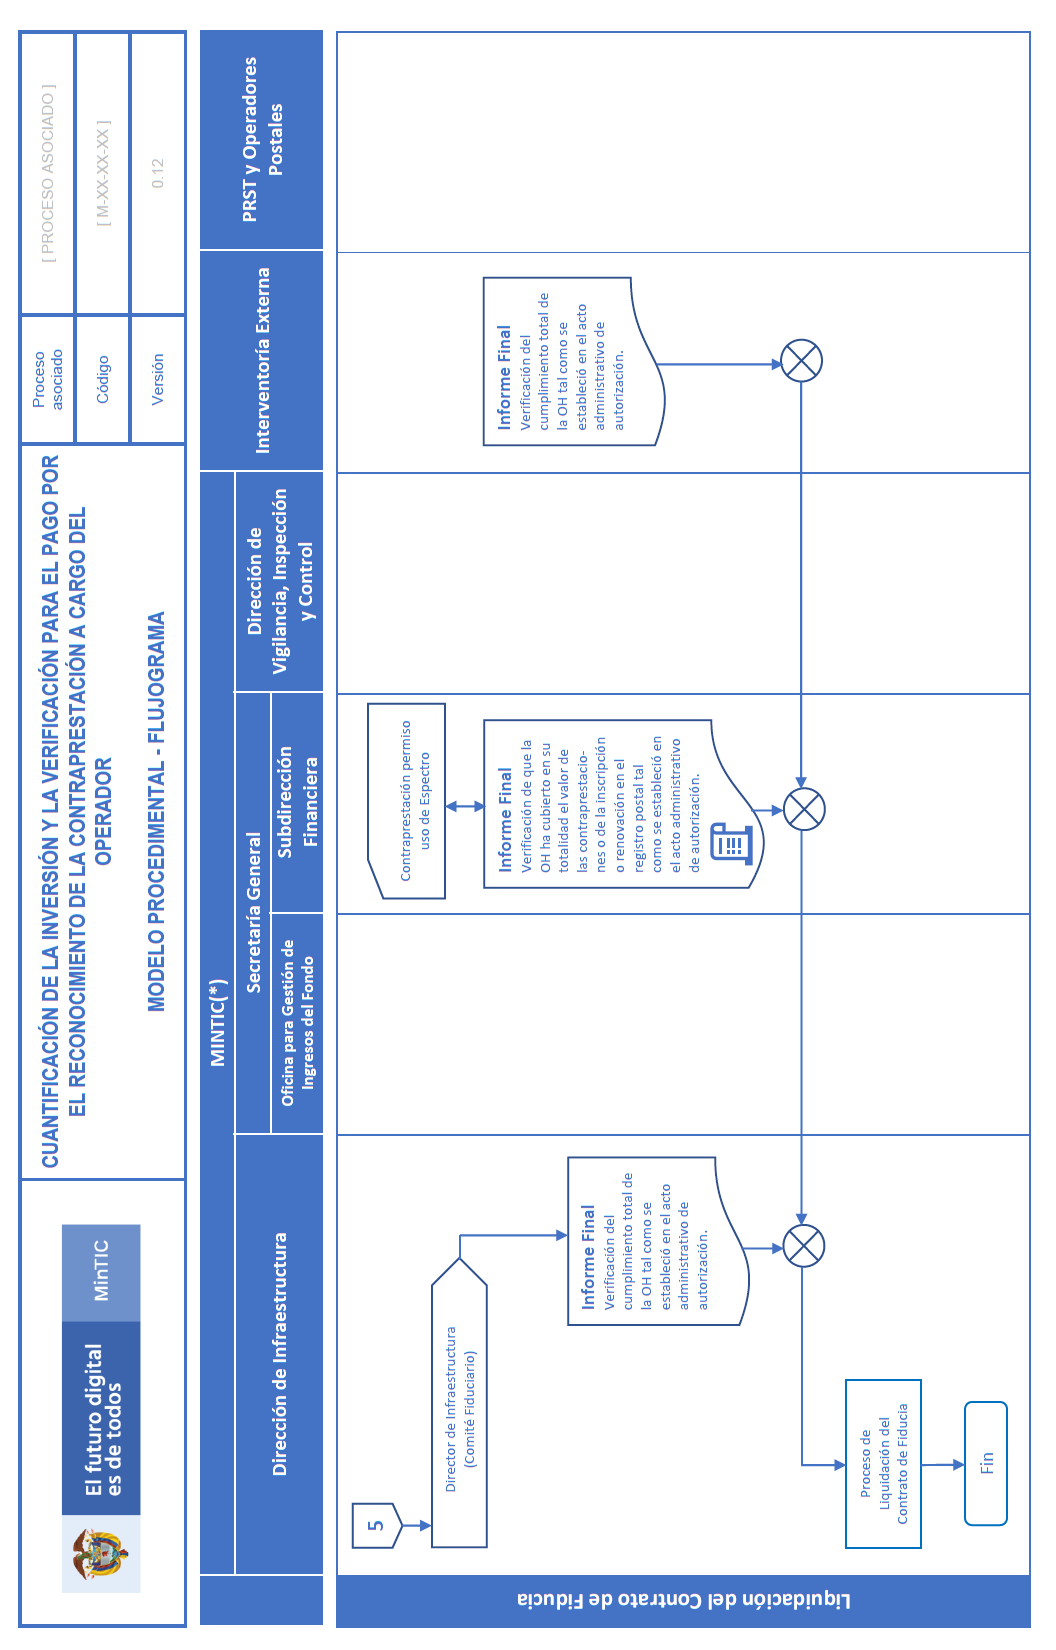 El futuro digital
es de todos
MinTIC
CUANTIFICACIÓN DE LA INVERSIÓN Y LA VERIFICACIÓN PARA EL PAGO POR
EL RECONOCIMIENTO DE LA CONTRAPRESTACIÓN A CARGO DEL
OPERADOR
MODELO PROCEDIMENTAL - FLUJOGRAMA
Proceso
asociado
[ PROCESO ASOCIADO ]
Código
[ M-XX-XX-XX ]
Versión
0.12
MINTIC(*)
Dirección de Infraestructura
Secretaría General
Oficina para Gestión de
Ingresos del Fondo
Subdirección
Financiera
Dirección de
Vigilancia, Inspección
y Control
Interventoría Externa
PRST y Operadores
Postales
Liquidación del Contrato de Fiducia
5
Director de Infraestructura
(Comité Fiduciario)
Informe Final
Verificación del
cumplimiento total de
la OH tal como se
estableció en el acto
administrativo de
autorización.
Proceso de
Liquidación del
Contrato de Fiducia
Fin
Contraprestación permiso
uso de Espectro
Informe Final
Verificación de que la
OH ha cubierto en su
totalidad el valor de
las contraprestacio-
nes o de la inscripción
o renovación en el
registro postal tal
como se estableció en
el acto administrativo
de autorización.
Informe Final
Verificación del
cumplimiento total de
la OH tal como se
estableció en el acto
administrativo de
autorización.